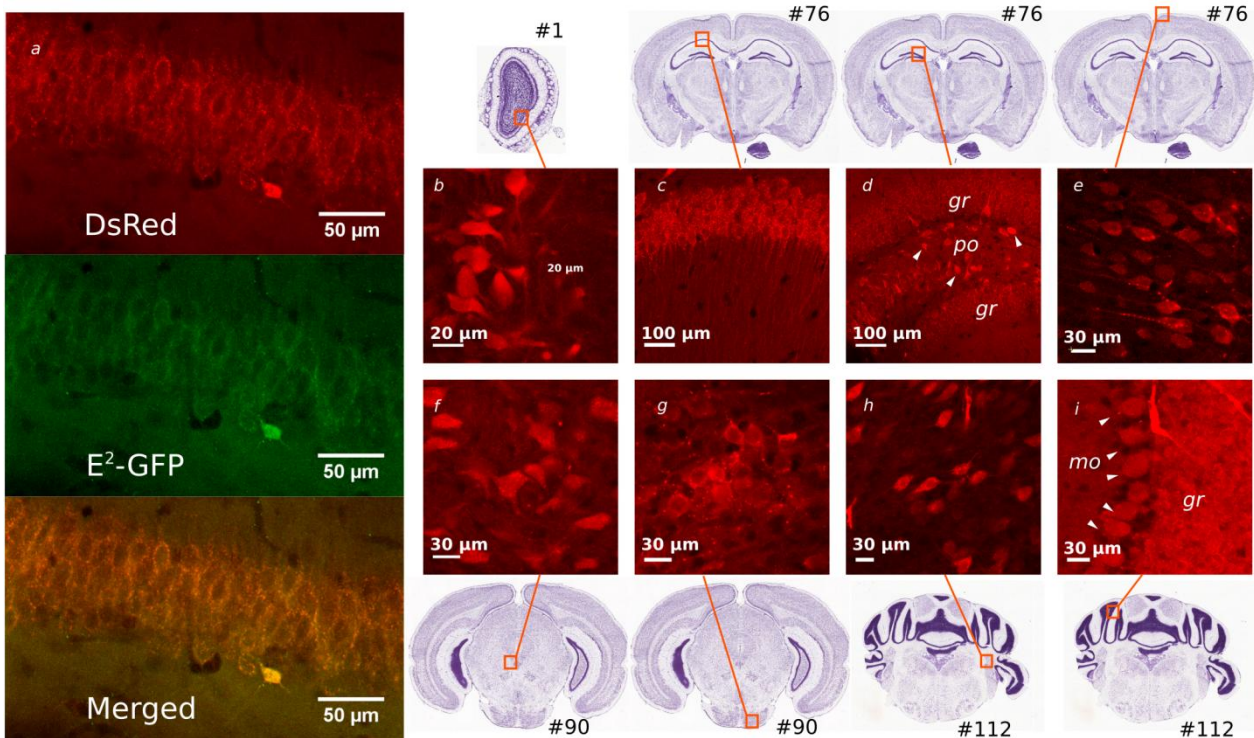 a
DsRed
50 µm
E²-GFP
50 µm
Merged
50 µm
#1
#76
#76
#76
b
20 µm
20 µm
c
100 µm
d
gr
po
gr
100 µm
e
30 µm
f
30 µm
g
30 µm
h
30 µm
i
mo
gr
30 µm
#90
#90
#112
#112